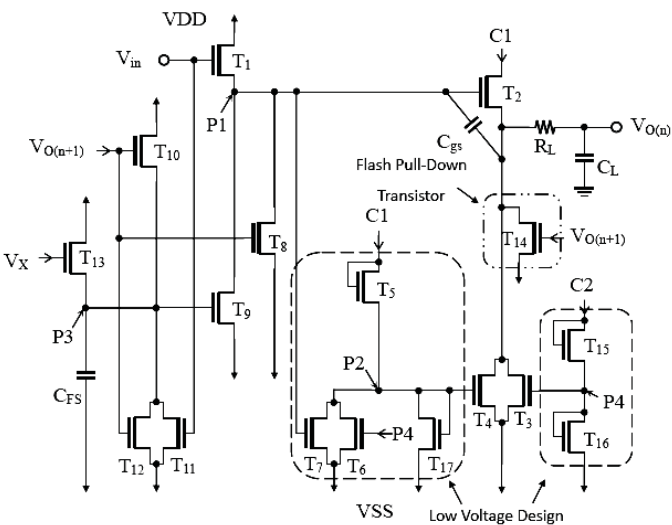 VDD
C1
Vin
T1
T2
P1
VO(n+1)
T10
Cgs
RL
VO(n)
CL
Flash Pull-Down
Transistor
C1
T8
T14
VO(n+1)
VX
T13
T5
C2
P3
T9
T15
P2
P4
CFS
T4
T3
T12
T11
T7
T6
P4
T17
T16
VSS
Low Voltage Design